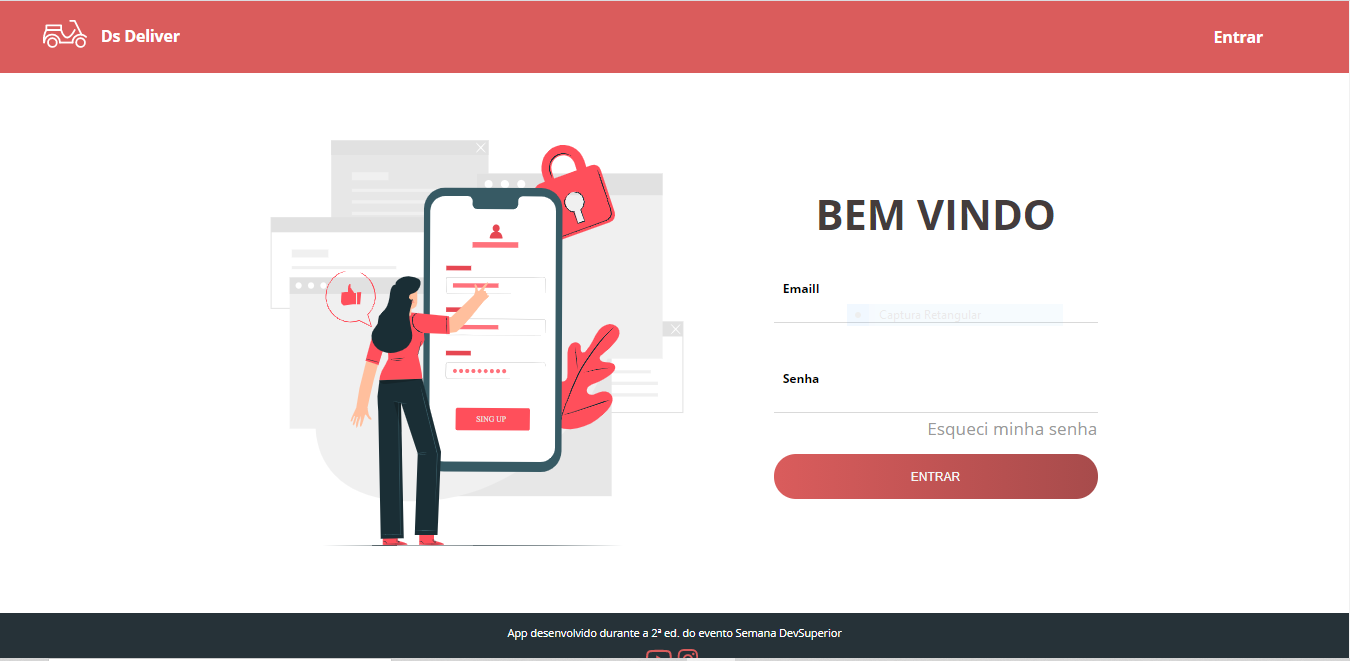 Ds Deliver
Entrar
BEM VINDO
Emaill
Captura Retangular
Senha
SING UP
Esqueci minha senha
ENTRAR
App desenvolvido durante a 2ª ed. do evento Semana DevSuperior